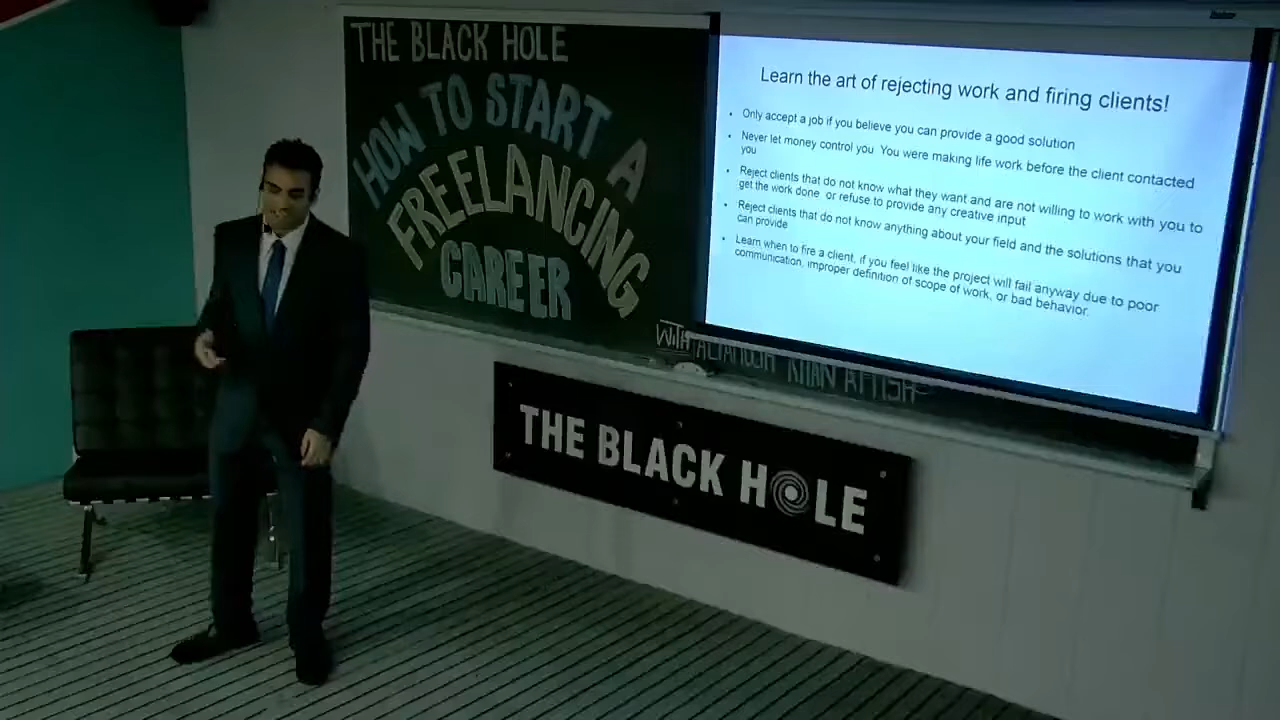 THE BLACK HOLE
HOW TO START A
FREELANCING
CAREER
Learn the art of rejecting work and firing clients!
• Only accept a job if you believe you can provide a good solution
• Never let money control you. You were making life work before the client contacted
you
• Reject clients that do not know what they want and are not willing to work with you to
get the work done or refuse to provide any creative input
• Reject clients that do not know anything about your field and the solutions that you
can provide
• Learn when to fire a client, if you feel like the project will fail anyway due to poor
communication, improper definition of scope of work, or bad behavior.
WITH KHAN
THE BLACK HOLE